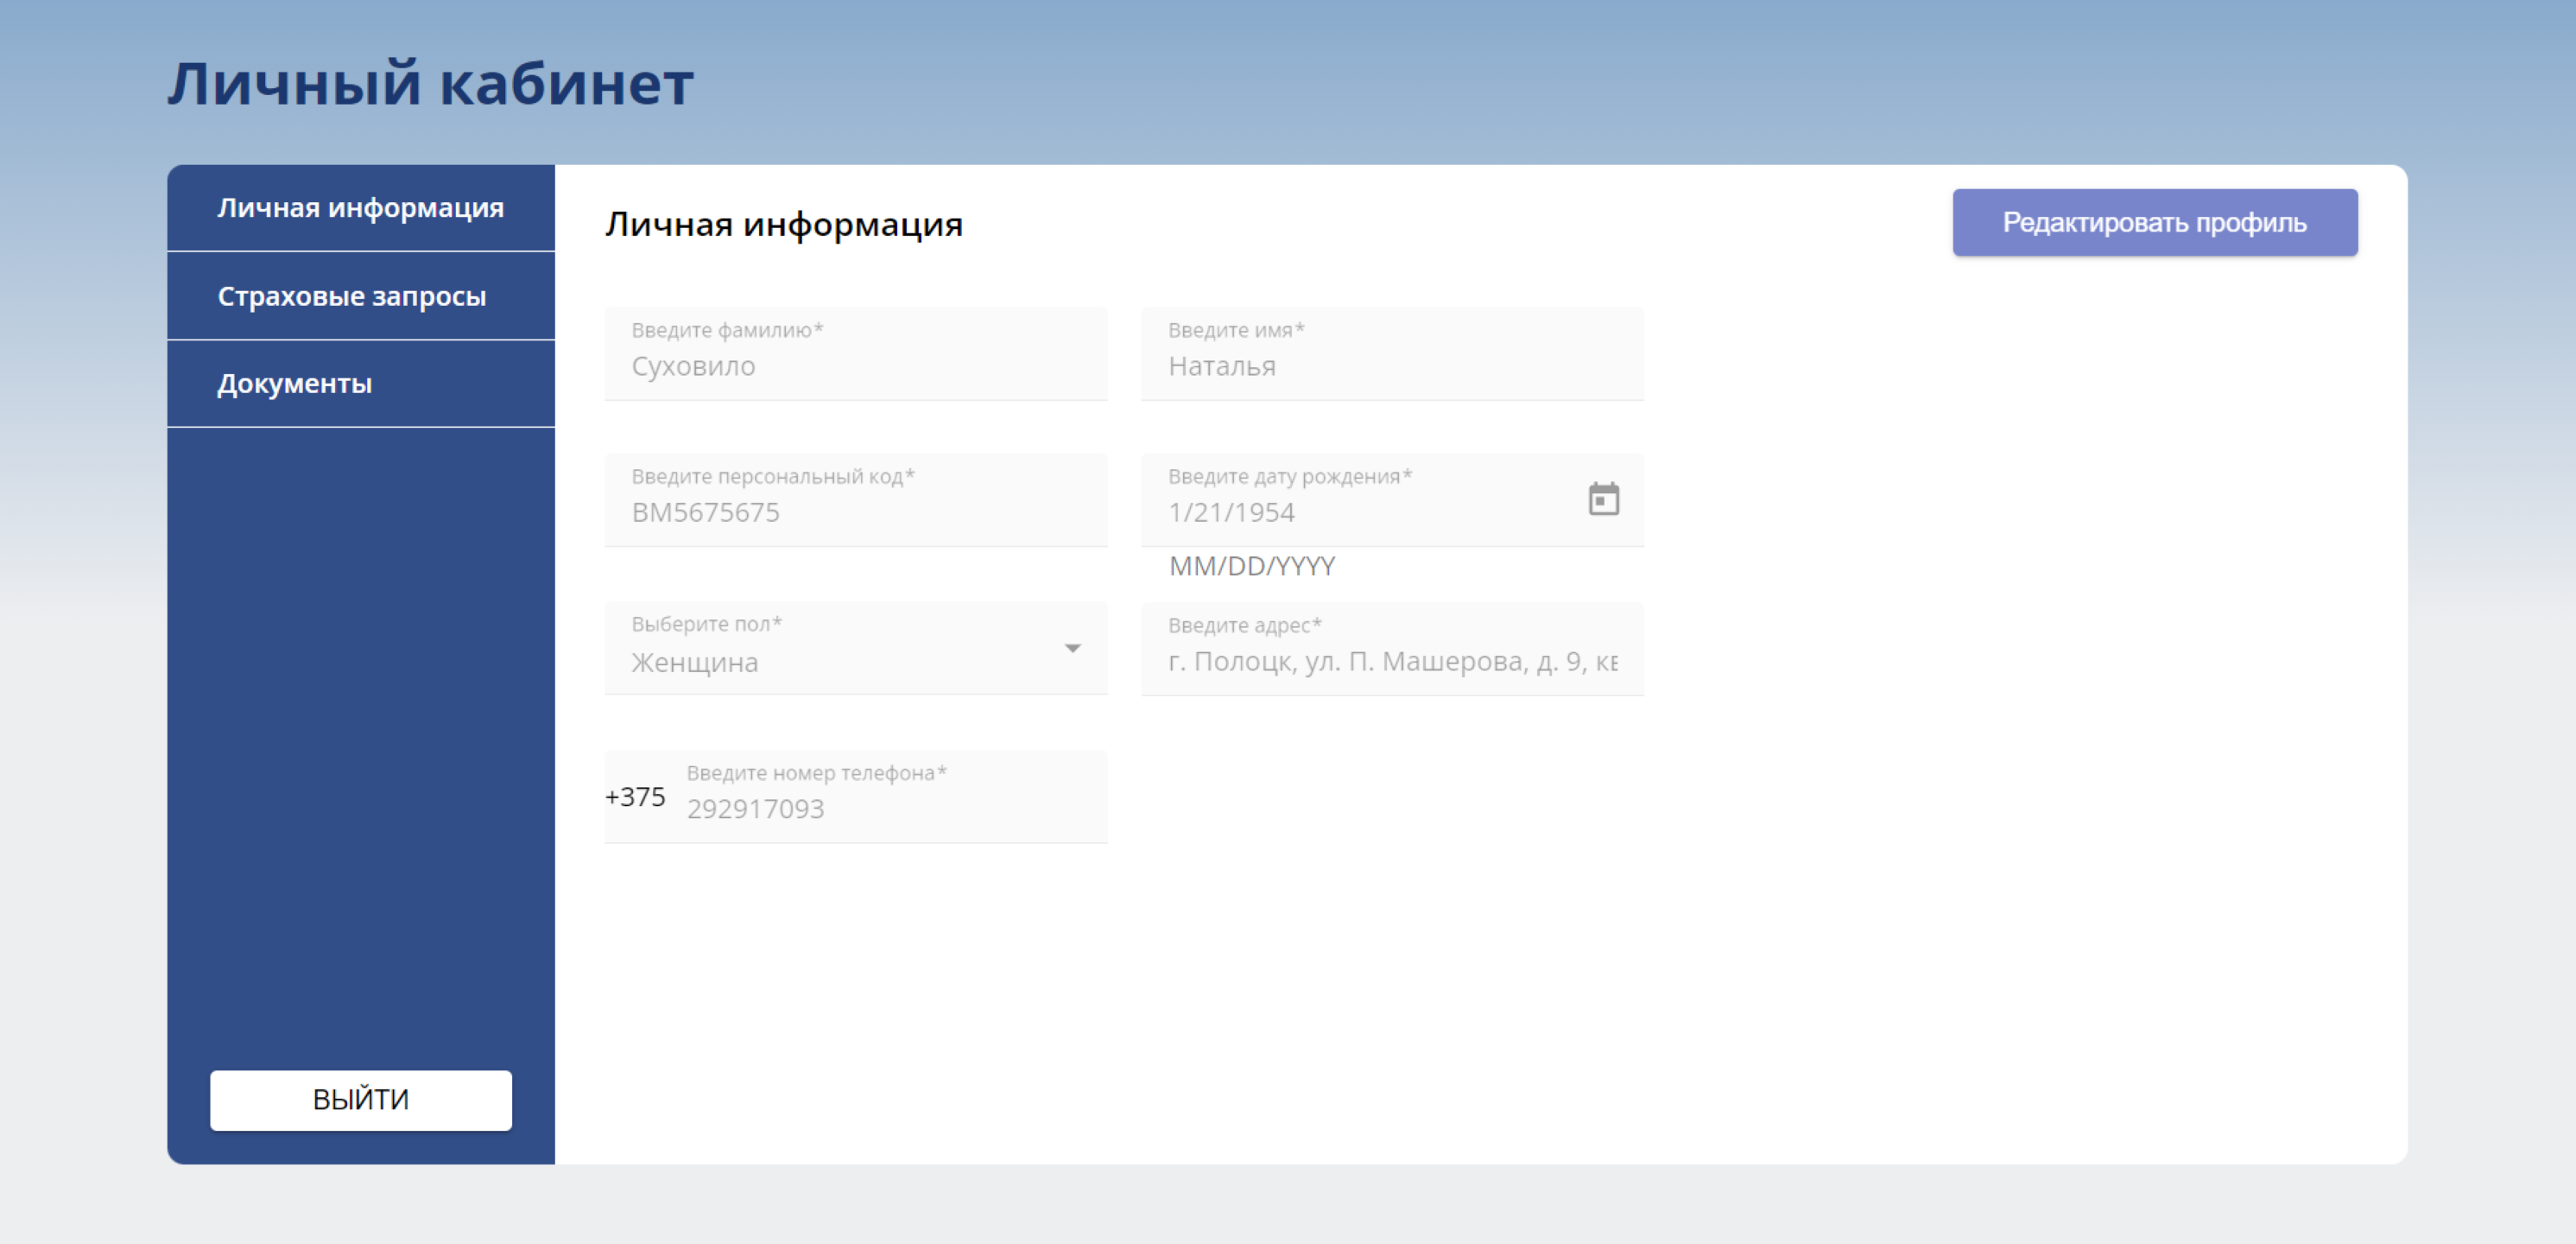 Личный кабинет
Личная информация
Страховые запросы
Документы
ВЫЙТИ
Личная информация
Редактировать профиль
Введите фамилию*
Суховило
Введите имя*
Наталья
Введите персональный код*
BM5675675
Введите дату рождения*
1/21/1954
MM/DD/YYYY
Выберите пол*
Женщина
Введите адрес*
г. Полоцк, ул. П. Машерова, д. 9, кв
+375
Введите номер телефона*
292917093